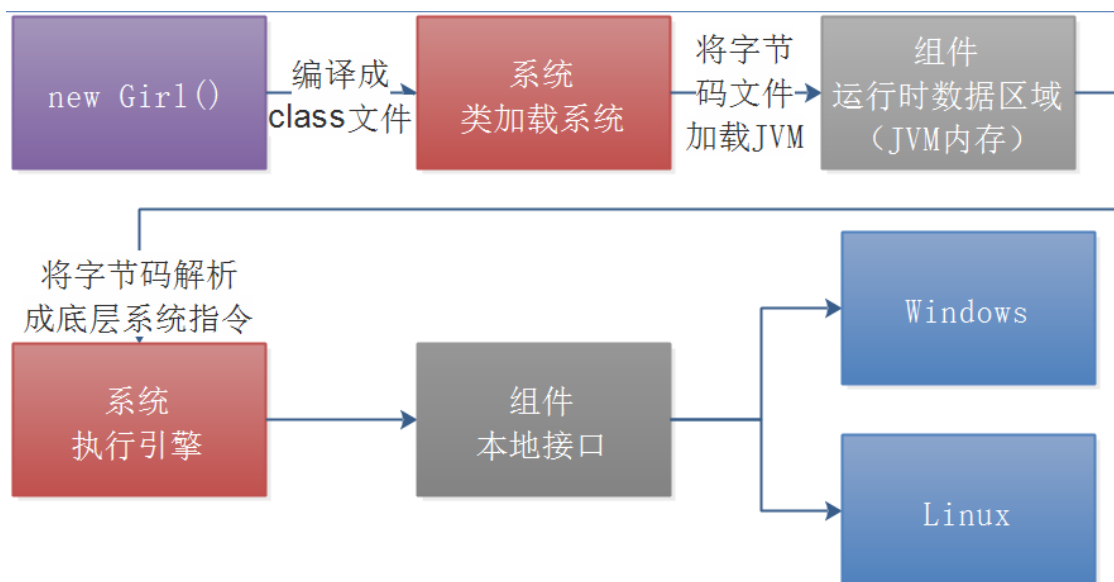 new Girl()
编译成
class文件
系统
类加载系统
将字节
码文件
加载JVM
组件
运行时数据区域
（JVM内存）
将字节码解析
成底层系统指令
系统
执行引擎
组件
本地接口
Windows
Linux